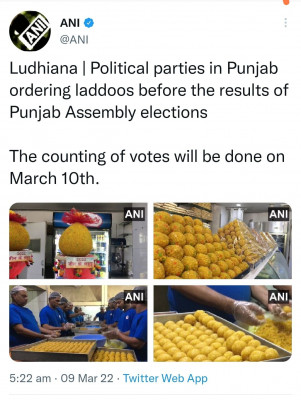 ANI
@ANI
Ludhiana | Political parties in Punjab
ordering laddoos before the results of
Punjab Assembly elections
The counting of votes will be done on
March 10th.
ANI
ANI
ANI
ANI
5:22 am · 09 Mar 22 · Twitter Web App